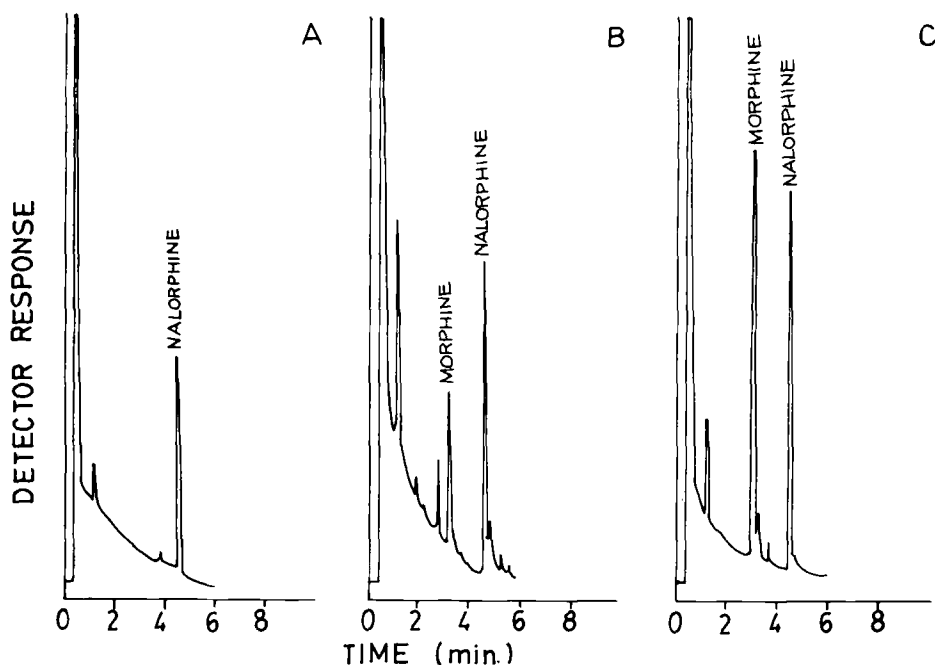 A
B
C
DETECTOR RESPONSE
NALORPHINE
MORPHINE
NALORPHINE
MORPHINE
NALORPHINE
0 2 4 6 8
0 2 4 6 8
0 2 4 6 8
TIME (min.)